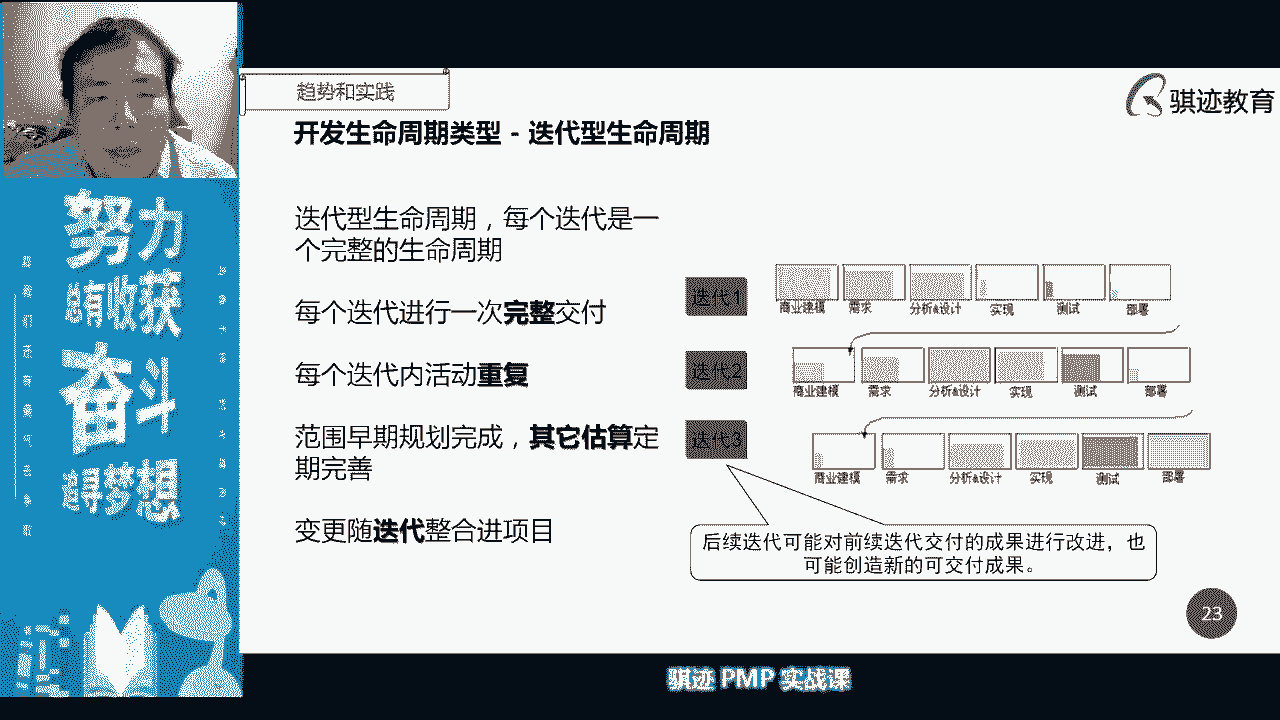 趋势和实践
骐迹教育
开发生命周期类型 - 迭代型生命周期
努力
总有收获
奋斗
追寻梦想
迭代型生命周期，每个迭代是一
个完整的生命周期
每个迭代进行一次完整交付
每个迭代内活动重复
范围早期规划完成，其它估算定
期完善
变更随迭代整合进项目
迭代1
商业建模 需求 分析&设计 实现 测试 部署
迭代2
商业建模 需求 分析&设计 实现 测试 部署
迭代
商业建模 需求 分析&设计 实现 测试 部署
后续迭代可能对前续迭代交付的成果进行改进，也
可能创造新的可交付成果。
23
骐迹 PMP 实战课